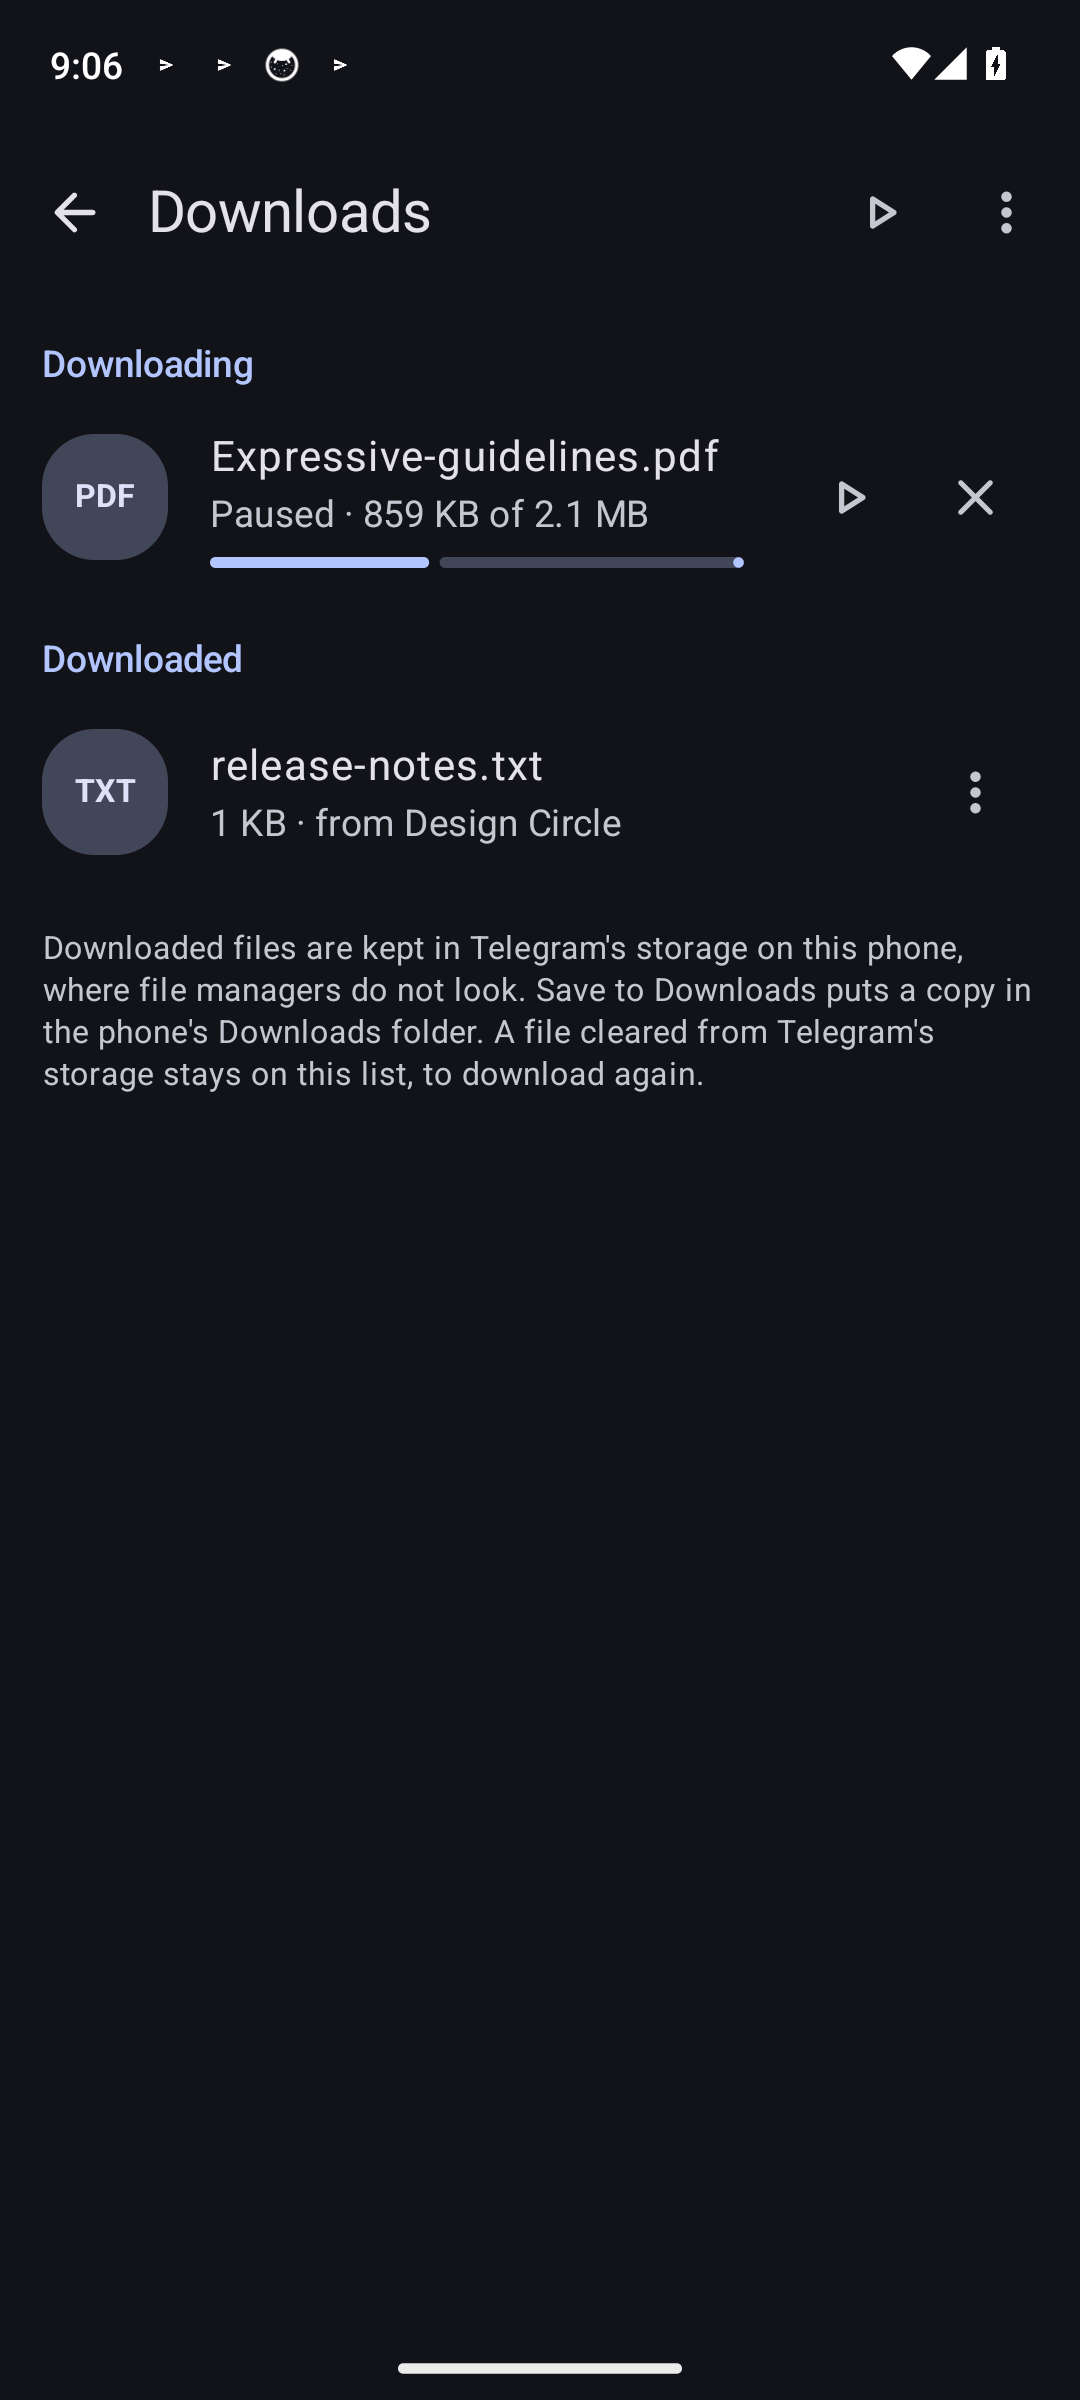 9:06
Downloads
Downloading
PDF
Expressive-guidelines.pdf
Paused · 859 KB of 2.1 MB
Downloaded
TXT
release-notes.txt
1 KB · from Design Circle
Downloaded files are kept in Telegram's storage on this phone,
where file managers do not look. Save to Downloads puts a copy in
the phone's Downloads folder. A file cleared from Telegram's
storage stays on this list, to download again.